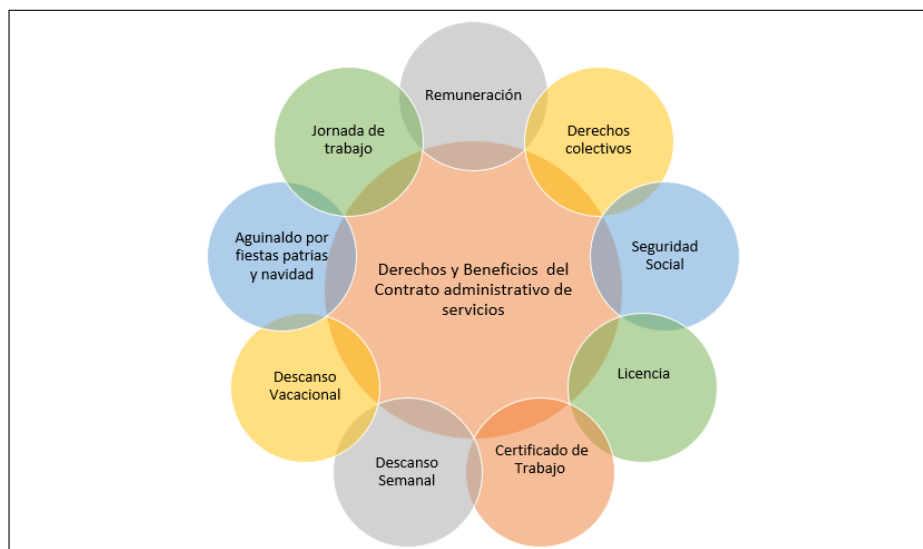 Remuneración
Derechos
colectivos
Seguridad
Social
Licencia
Certificado de
Trabajo
Descanso
Semanal
Descanso
Vacacional
Aguinaldo por
fiestas patrias
y navidad
Jornada de
trabajo
Derechos y Beneficios del
Contrato administrativo de
servicios